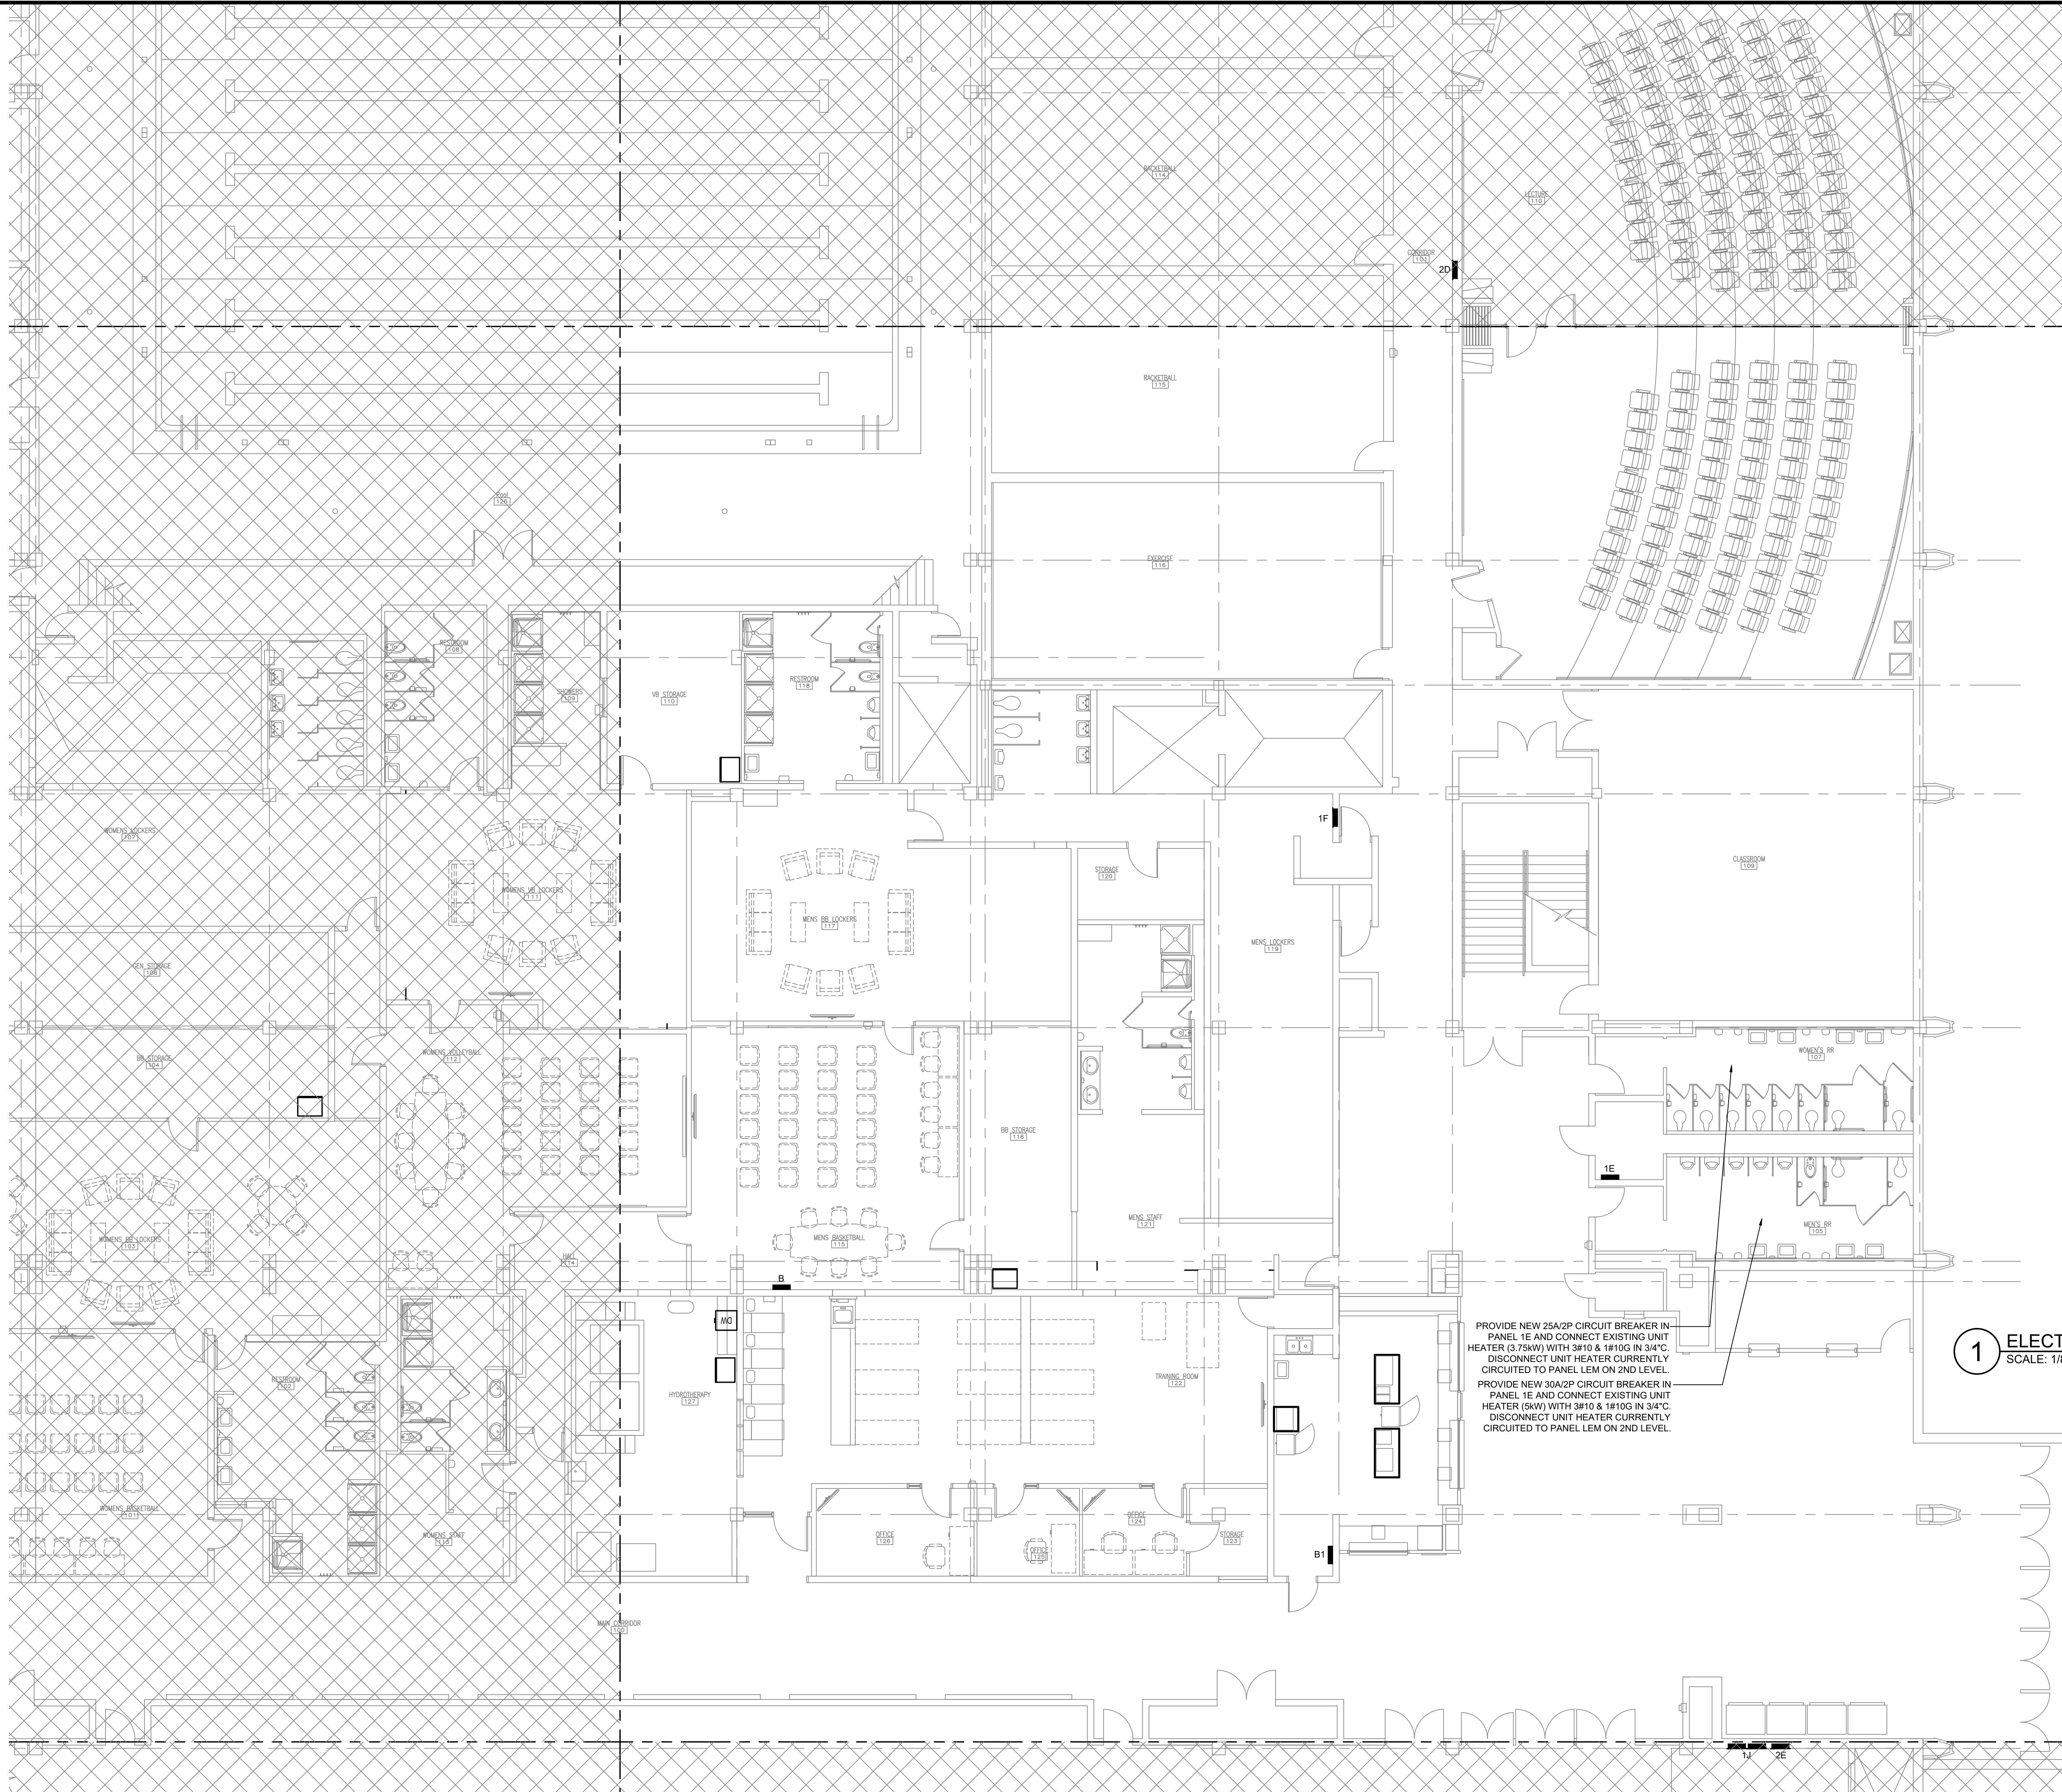 RACKETBALL
114
LECTURE
110
CORRIDOR
101
2D
RACKETBALL
115
Pool
126
EXERCISE
116
RESTROOM
108
SHOWERS
109
VB STORAGE
110
RESTROOM
118
1F
WOMENS LOCKERS
107
CLASSROOM
109
STORAGE
120
WOMENS VB LOCKERS
111
MENS BB LOCKERS
117
MENS LOCKERS
119
GEN STORAGE
106
WOMENS VOLLEYBALL
112
BB STORAGE
104
WOMEN'S RR
107
BB STORAGE
116
1E
MENS STAFF
121
MEN'S RR
105
WOMENS BB LOCKERS
103
MENS BASKETBALL
115
HALL
114
B
DW
PROVIDE NEW 25A/2P CIRCUIT BREAKER IN
PANEL 1E AND CONNECT EXISTING UNIT
HEATER (3.75kW) WITH 3#10 & 1#10G IN 3/4"C.
DISCONNECT UNIT HEATER CURRENTLY
CIRCUITED TO PANEL LEM ON 2ND LEVEL.
PROVIDE NEW 30A/2P CIRCUIT BREAKER IN
PANEL 1E AND CONNECT EXISTING UNIT
HEATER (5kW) WITH 3#10 & 1#10G IN 3/4"C.
DISCONNECT UNIT HEATER CURRENTLY
CIRCUITED TO PANEL LEM ON 2ND LEVEL.
1
ELECT
SCALE: 1/8
RESTROOM
102
HYDROTHERAPY
127
TRAINING ROOM
122
WOMENS BASKETBALL
101
WOMENS STAFF
113
OFFICE
126
OFFICE
125
OFFICE
124
STORAGE
123
B1
MAIN CORRIDOR
100
1J
2E